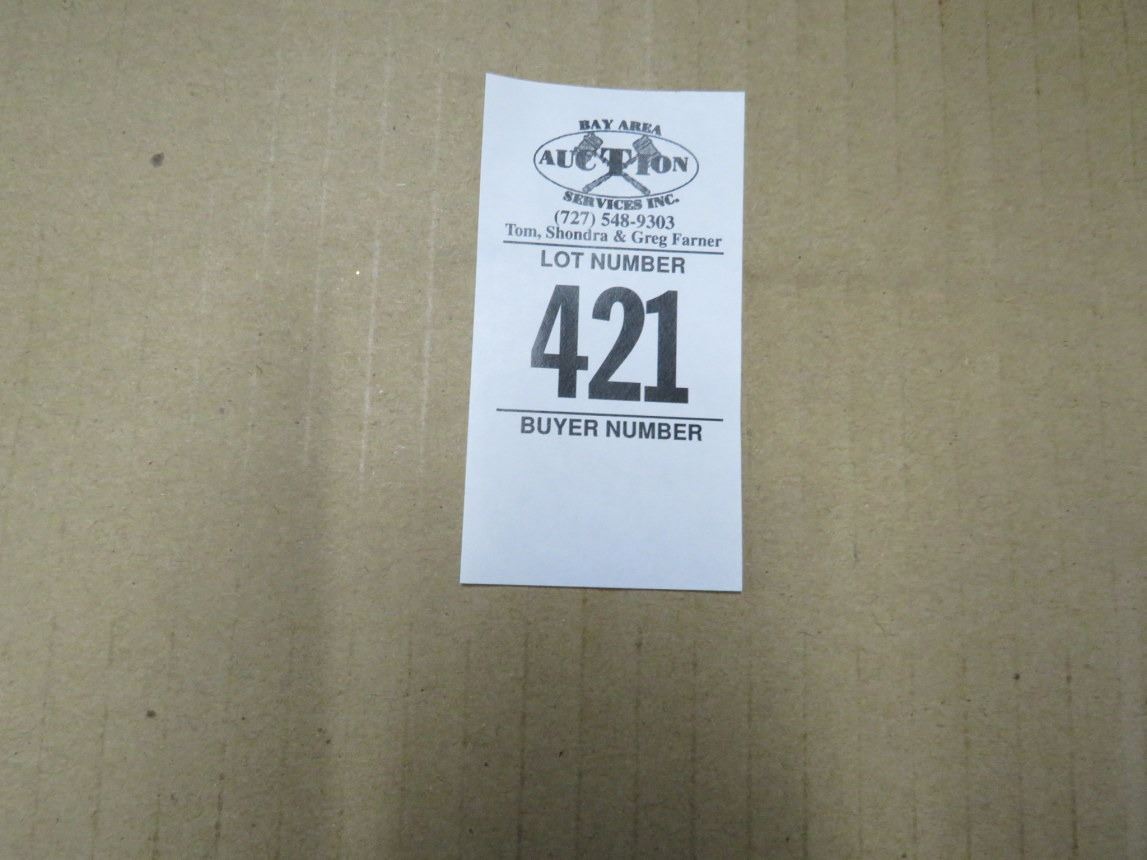 BAY AREA
AUCTION
SERVICES INC.
(727) 548-9303
Tom, Shondra & Greg Farner
LOT NUMBER
421
BUYER NUMBER